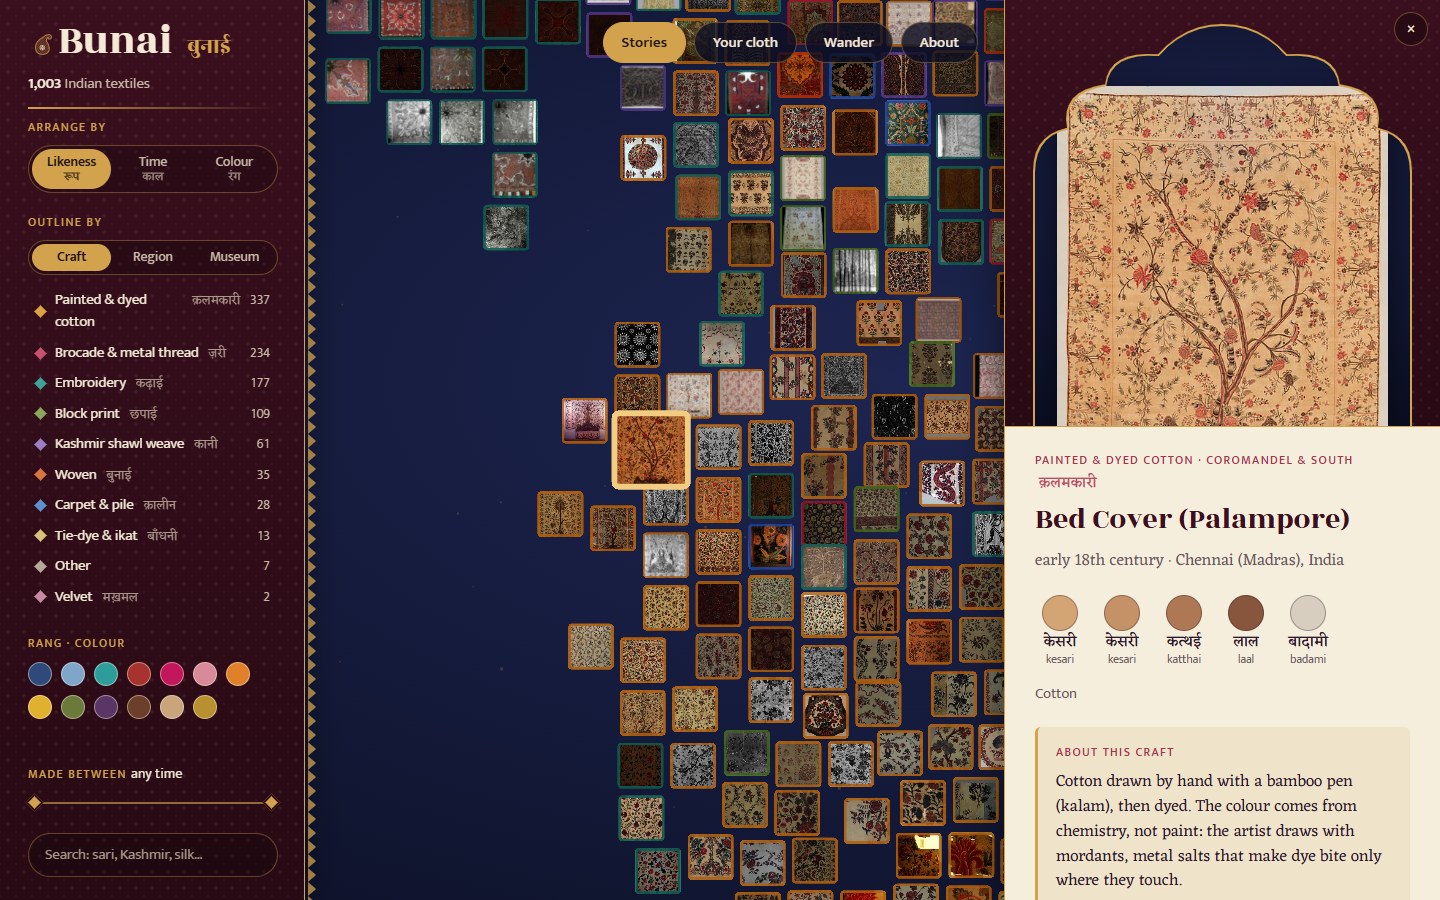 Bunai बुनाई
1,003 Indian textiles
ARRANGE BY
Likeness Time Colour
रूप काल रंग
OUTLINE BY
Craft Region Museum
Painted & dyed cotton क़लमकारी 337
Brocade & metal thread ज़री 234
Embroidery कढ़ाई 177
Block print छपाई 109
Kashmir shawl weave कानी 61
Woven बुनाई 35
Carpet & pile क़ालीन 28
Tie-dye & ikat बाँधनी 13
Other 7
Velvet मख़मल 2
RANG · COLOUR
MADE BETWEEN any time
Search: sari, Kashmir, silk...
Stories Your cloth Wander About
×
PAINTED & DYED COTTON · COROMANDEL & SOUTH
क़लमकारी
Bed Cover (Palampore)
early 18th century · Chennai (Madras), India
केसरी केसरी कत्थई लाल बादामी
kesari kesari katthai laal badami
Cotton
ABOUT THIS CRAFT
Cotton drawn by hand with a bamboo pen
(kalam), then dyed. The colour comes from
chemistry, not paint: the artist draws with
mordants, metal salts that make dye bite only
where they touch.